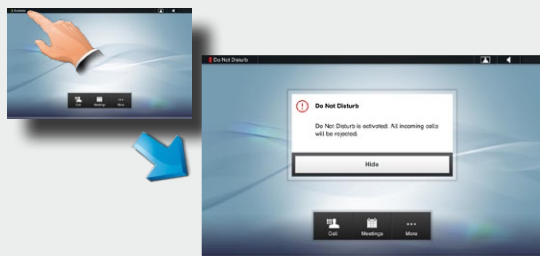 Available
Call Meetings More
Do Not Disturb
Do Not Disturb
Do Not Disturb is activated. All incoming calls
will be rejected.
Hide
Call Meetings More